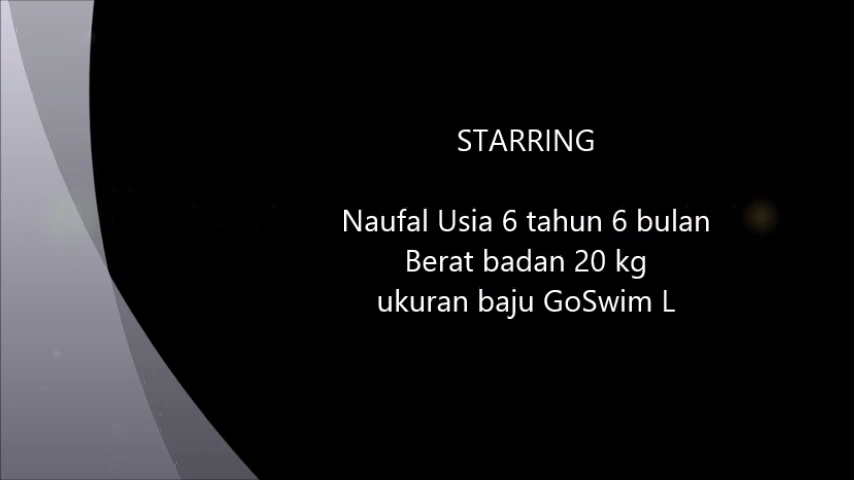 STARRING
Naufal Usia 6 tahun 6 bulan
Berat badan 20 kg
ukuran baju GoSwim L